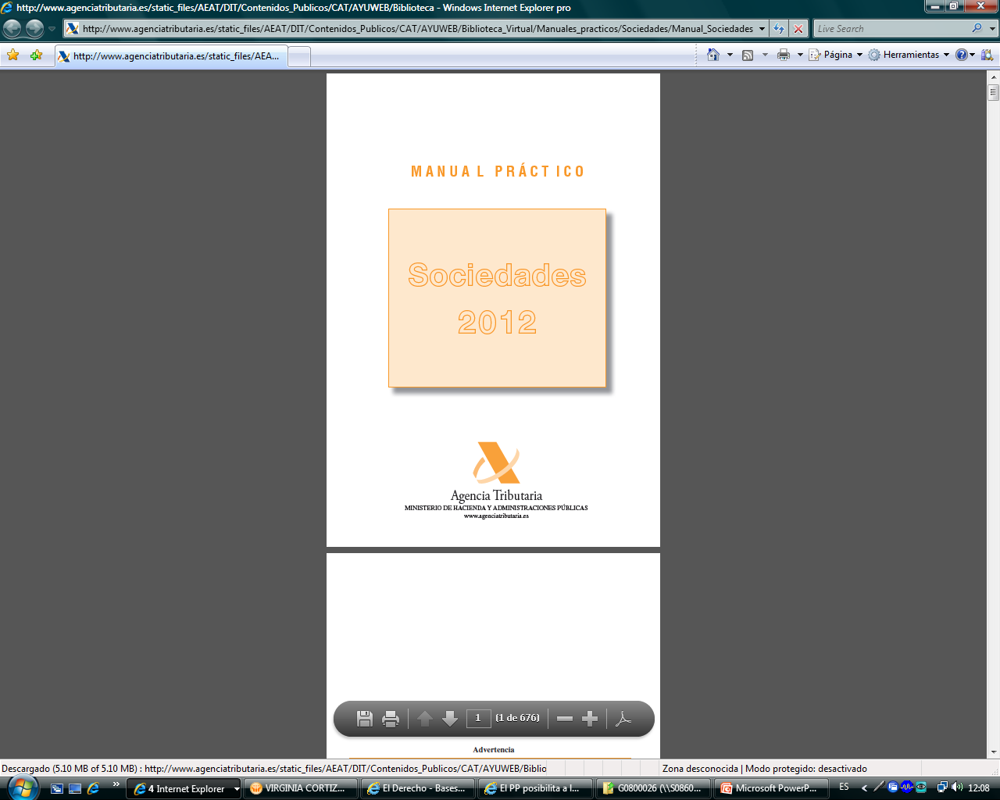 http://www.agenciatributaria.es/static_files/AEAT/DIT/Contenidos_Publicos/CAT/AYUWEB/Biblioteca - Windows Internet Explorer pro
http://www.agenciatributaria.es/static_files/AEAT/DIT/Contenidos_Publicos/CAT/AYUWEB/Biblioteca_Virtual/Manuales_practicos/Sociedades/Manual_Sociedades
Live Search
http://www.agenciatributaria.es/static_files/AEA...
Página
Herramientas
MANUAL PRÁCTICO
Sociedades
2012
Agencia Tributaria
MINISTERIO DE HACIENDA Y ADMINISTRACIONES PÚBLICAS
www.agenciatributaria.es
1 (1 de 676)
Advertencia
Descargado (5.10 MB of 5.10 MB) : http://www.agenciatributaria.es/static_files/AEAT/DIT/Contenidos_Publicos/CAT/AYUWEB/Biblio
Zona desconocida | Modo protegido: desactivado
4 Internet Explorer
VIRGINIA CORTIZ...
El Derecho - Bases...
El PP posibilita a l...
G0800026 (\\S0860...
Microsoft PowerP...
ES
12:08